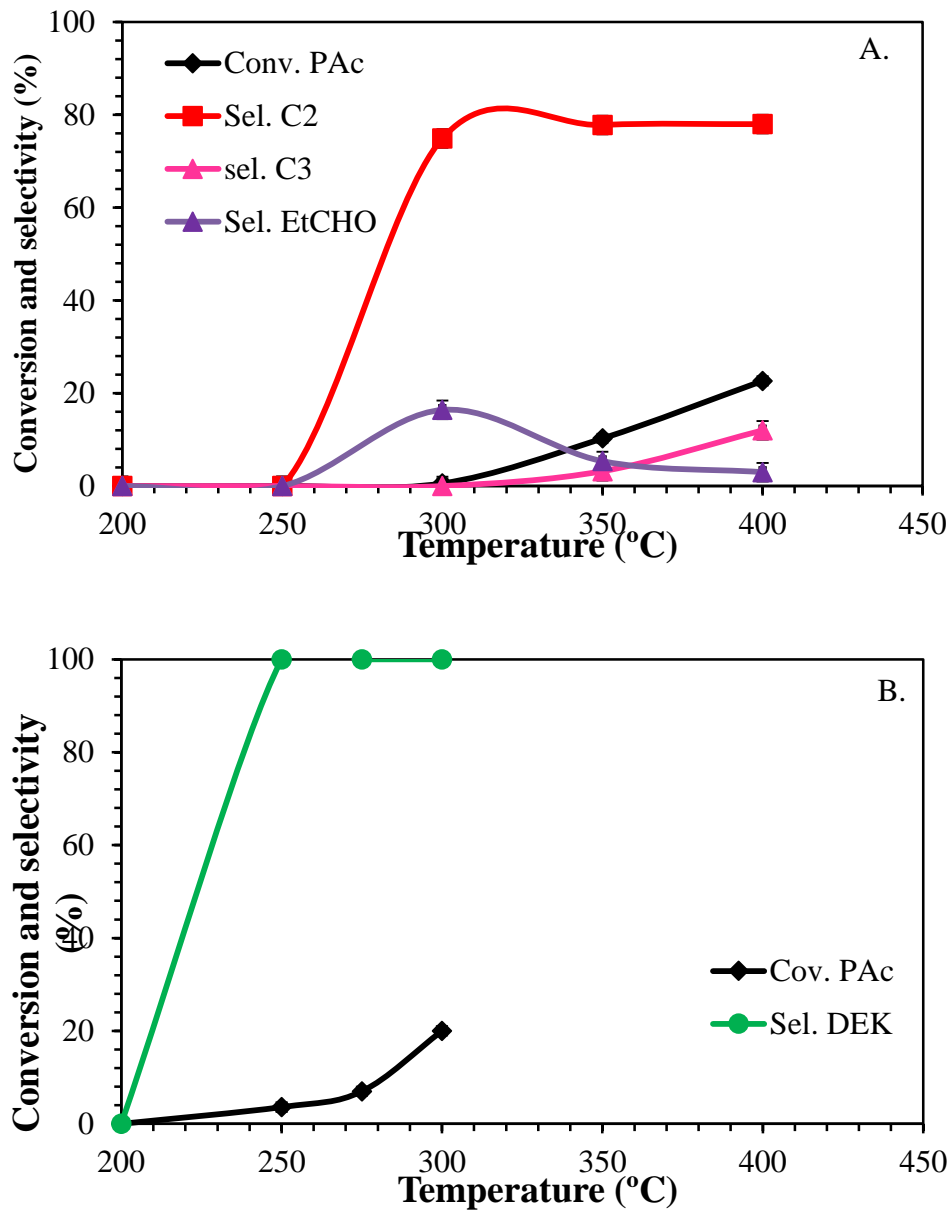 A.
Conversion and selectivity (%)
100
80
60
40
20
0
Conv. PAc
Sel. C2
sel. C3
Sel. EtCHO
200 250 300 350 400 450
Temperature (ºC)
B.
Conversion and selectivity
(%)
100
80
60
40
20
0
Cov. PAc
Sel. DEK
200 250 300 350 400 450
Temperature (ºC)